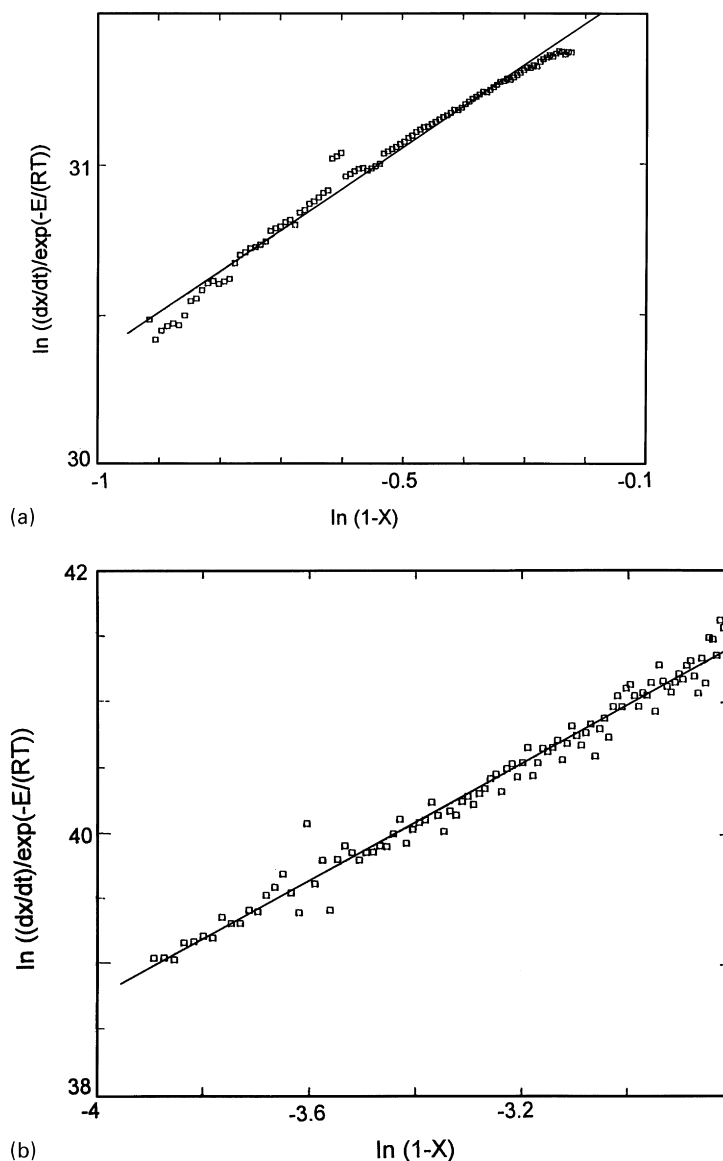 31
30
ln ((dx/dt)/exp(-E/(RT))
-1
-0.5
-0.1
(a)
ln (1-X)
42
40
38
ln ((dx/dt)/exp(-E/(RT))
-4
-3.6
-3.2
(b)
ln (1-X)